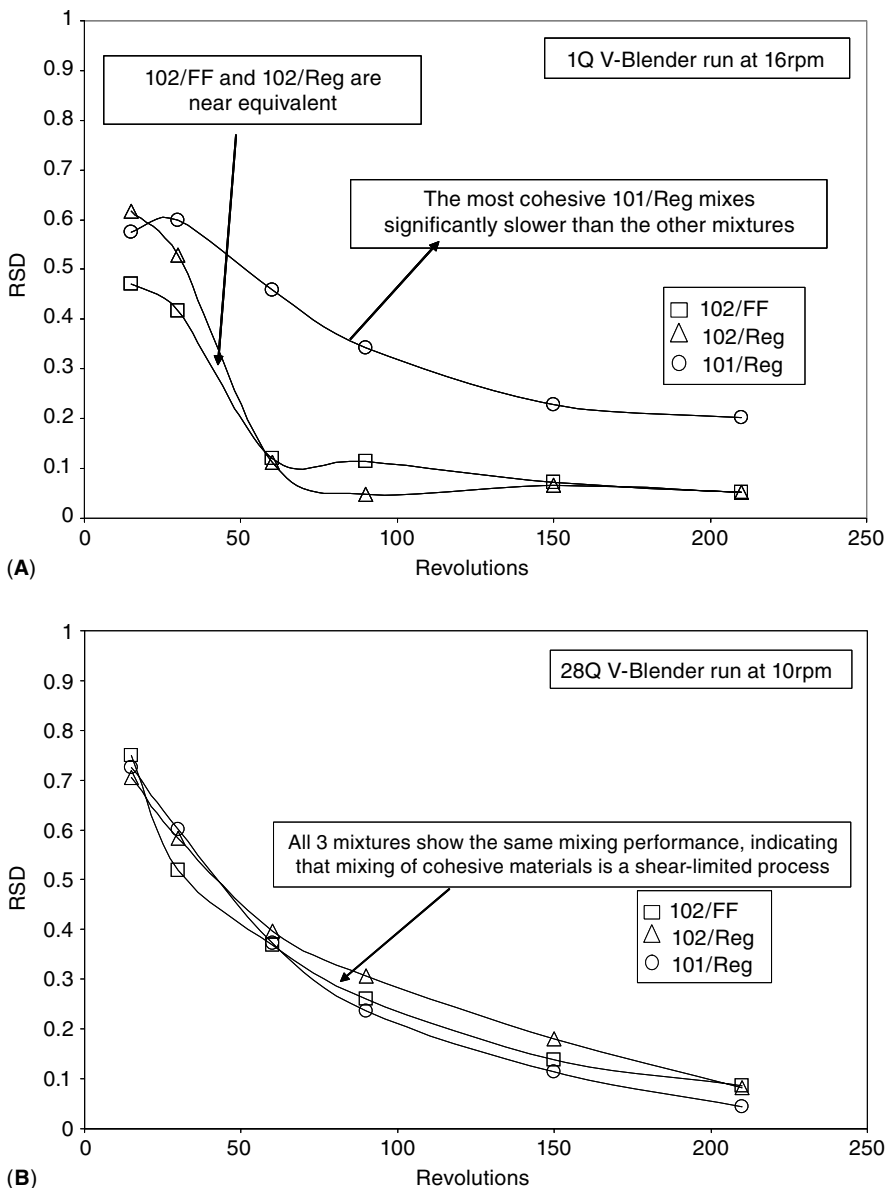 1
0.9
0.8
0.7
0.6
0.5
0.4
0.3
0.2
0.1
0
RSD
1Q V-Blender run at 16rpm
102/FF and 102/Reg are
near equivalent
The most cohesive 101/Reg mixes
significantly slower than the other mixtures
102/FF
102/Reg
101/Reg
0 50 100 150 200 250
(A)
Revolutions
1
0.9
0.8
0.7
0.6
0.5
0.4
0.3
0.2
0.1
0
RSD
28Q V-Blender run at 10rpm
All 3 mixtures show the same mixing performance, indicating
that mixing of cohesive materials is a shear-limited process
102/FF
102/Reg
101/Reg
0 50 100 150 200 250
(B)
Revolutions